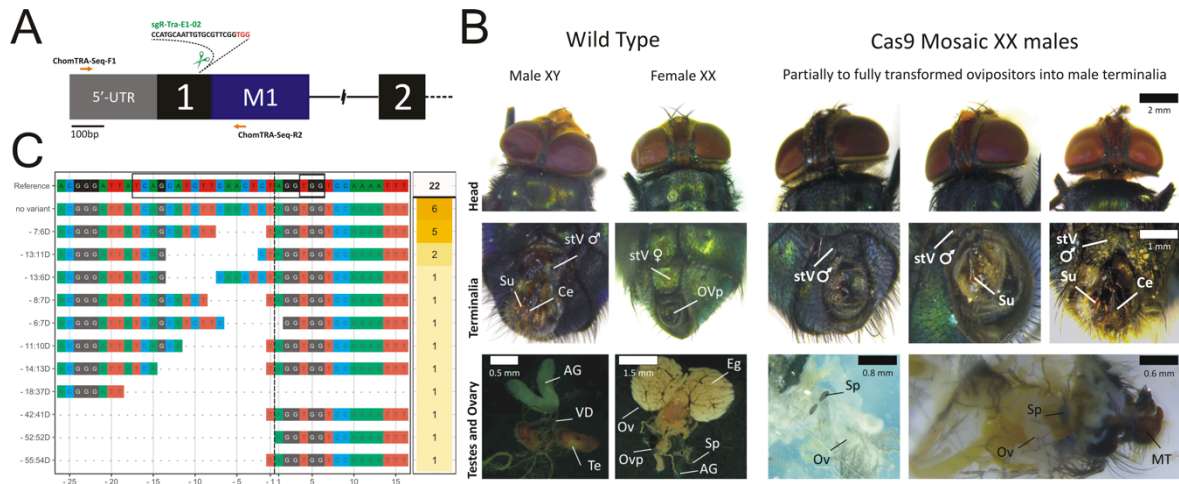 A
sgR-Tra-E1-02
CCATGCAATTGTGCGTTCGGTGG
ChomTRA-Seq-F1
5'-UTR
1
M1
2
100bp
ChomTRA-Seq-R2
B
Wild Type
Cas9 Mosaic XX males
Male XY
Female XX
Partially to fully transformed ovipositors into male terminalia
2 mm
Head
stV ♂
Su
Ce
stV ♀
OVp
stV ♂
stV ♂
Su
stV ♂
1 mm
Su
Ce
Terminalia
0.5 mm
AG
VD
Te
1.5 mm
Eg
Ov
Ovp
Sp
AG
0.8 mm
Sp
Ov
0.6 mm
Sp
Ov
MT
Testes and Ovary
C
Reference
ACGGGATTATCAGCATCTTCAACTCTAGGTGGTCCAAAATTT
22
no variant
ACGGGATTATCAGCATCTTCAACTCTAGGTGGTCCAAAATTT
6
-7:6D
ACGGGATTATCAGCATCT - - - - - - - TAGGTGGTCCAAAATTT
5
-13:11D
2
-13:6D
1
-8:7D
1
-6:7D
1
-11:10D
1
-14:13D
1
-18:37D
1
-42:41D
1
-52:52D
1
-55:54D
1
-25 -20 -15 -10 -5 -1 1 5 10 15